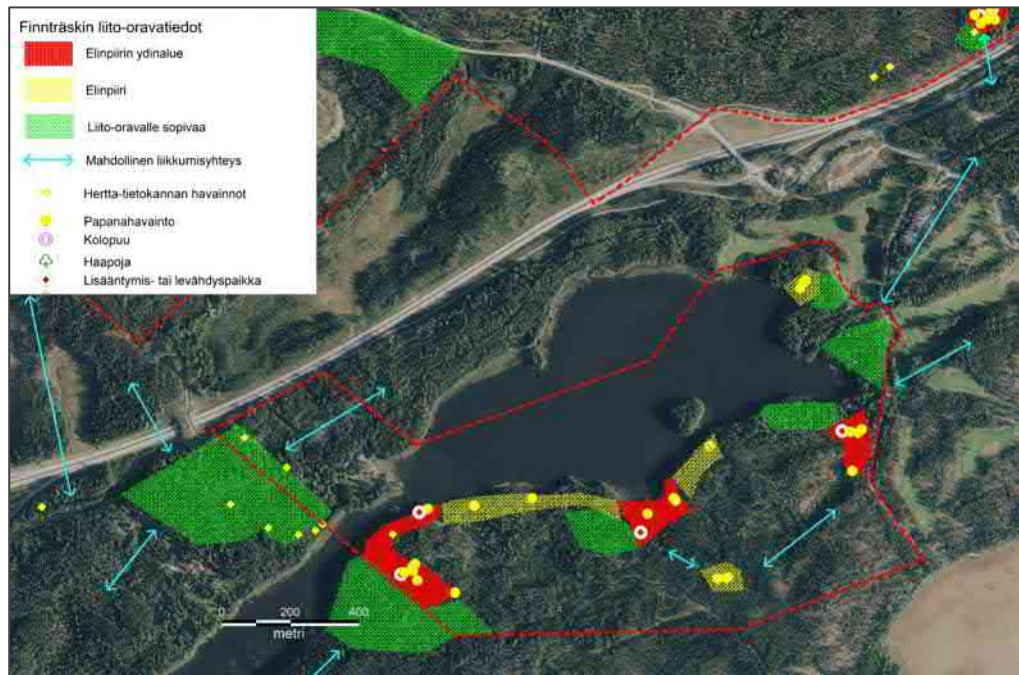 Finnträskin liito-oravatiedot
Elinpiirin ydinalue
Elinpiiri
Liito-oravalle sopivaa
Mahdollinen liikkumisyhteys
Hertta-tietokannan havainnot
Papanahavainto
Kolopuu
Haapoja
Lisääntymis- tai levähdyspaikka
0 200 400
metri